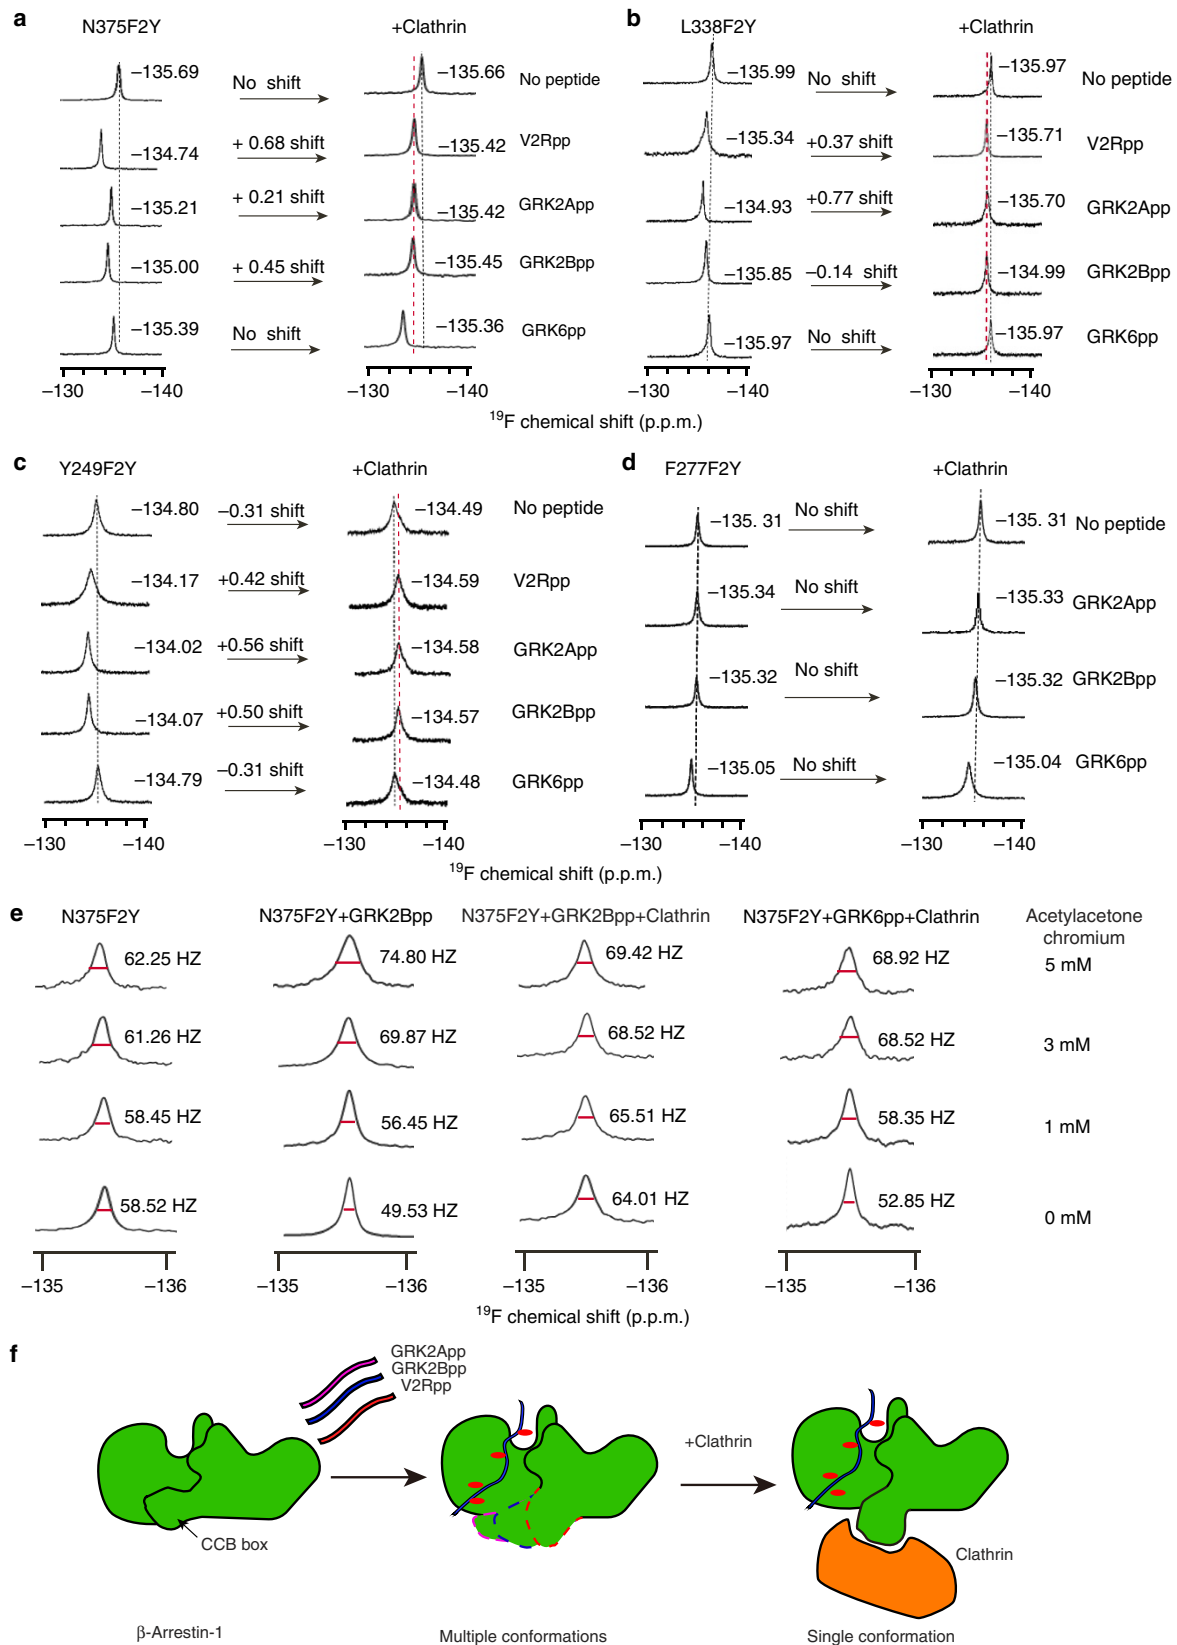 a
N375F2Y
+Clathrin
−135.69
No shift
−135.66
No peptide
−134.74
+ 0.68 shift
−135.42
V2Rpp
−135.21
+ 0.21 shift
−135.42
GRK2App
−135.00
+ 0.45 shift
−135.45
GRK2Bpp
−135.39
No shift
−135.36
GRK6pp
−130
−140
−130
−140
b
L338F2Y
+Clathrin
−135.99
No shift
−135.97
No peptide
−135.34
+0.37 shift
−135.71
V2Rpp
−134.93
+0.77 shift
−135.70
GRK2App
−135.85
−0.14 shift
−134.99
GRK2Bpp
−135.97
No shift
−135.97
GRK6pp
−130
−140
−130
−140
19F chemical shift (p.p.m.)
c
Y249F2Y
+Clathrin
−134.80
−0.31 shift
−134.49
No peptide
−134.17
+0.42 shift
−134.59
V2Rpp
−134.02
+0.56 shift
−134.58
GRK2App
−134.07
+0.50 shift
−134.57
GRK2Bpp
−134.79
−0.31 shift
−134.48
GRK6pp
−130
−140
−130
−140
d
F277F2Y
+Clathrin
−135. 31
No shift
−135. 31
No peptide
−135.34
No shift
−135.33
GRK2App
−135.32
No shift
−135.32
GRK2Bpp
−135.05
No shift
−135.04
GRK6pp
−130
−140
−130
−140
19F chemical shift (p.p.m.)
e
N375F2Y
N375F2Y+GRK2Bpp
N375F2Y+GRK2Bpp+Clathrin
N375F2Y+GRK6pp+Clathrin
Acetylacetone
chromium
62.25 HZ
74.80 HZ
69.42 HZ
68.92 HZ
5 mM
61.26 HZ
69.87 HZ
68.52 HZ
68.52 HZ
3 mM
58.45 HZ
56.45 HZ
65.51 HZ
58.35 HZ
1 mM
58.52 HZ
49.53 HZ
64.01 HZ
52.85 HZ
0 mM
−135
−136
−135
−136
−135
−136
−135
−136
19F chemical shift (p.p.m.)
f
GRK2App
GRK2Bpp
V2Rpp
+Clathrin
CCB box
Clathrin
β-Arrestin-1
Multiple conformations
Single conformation